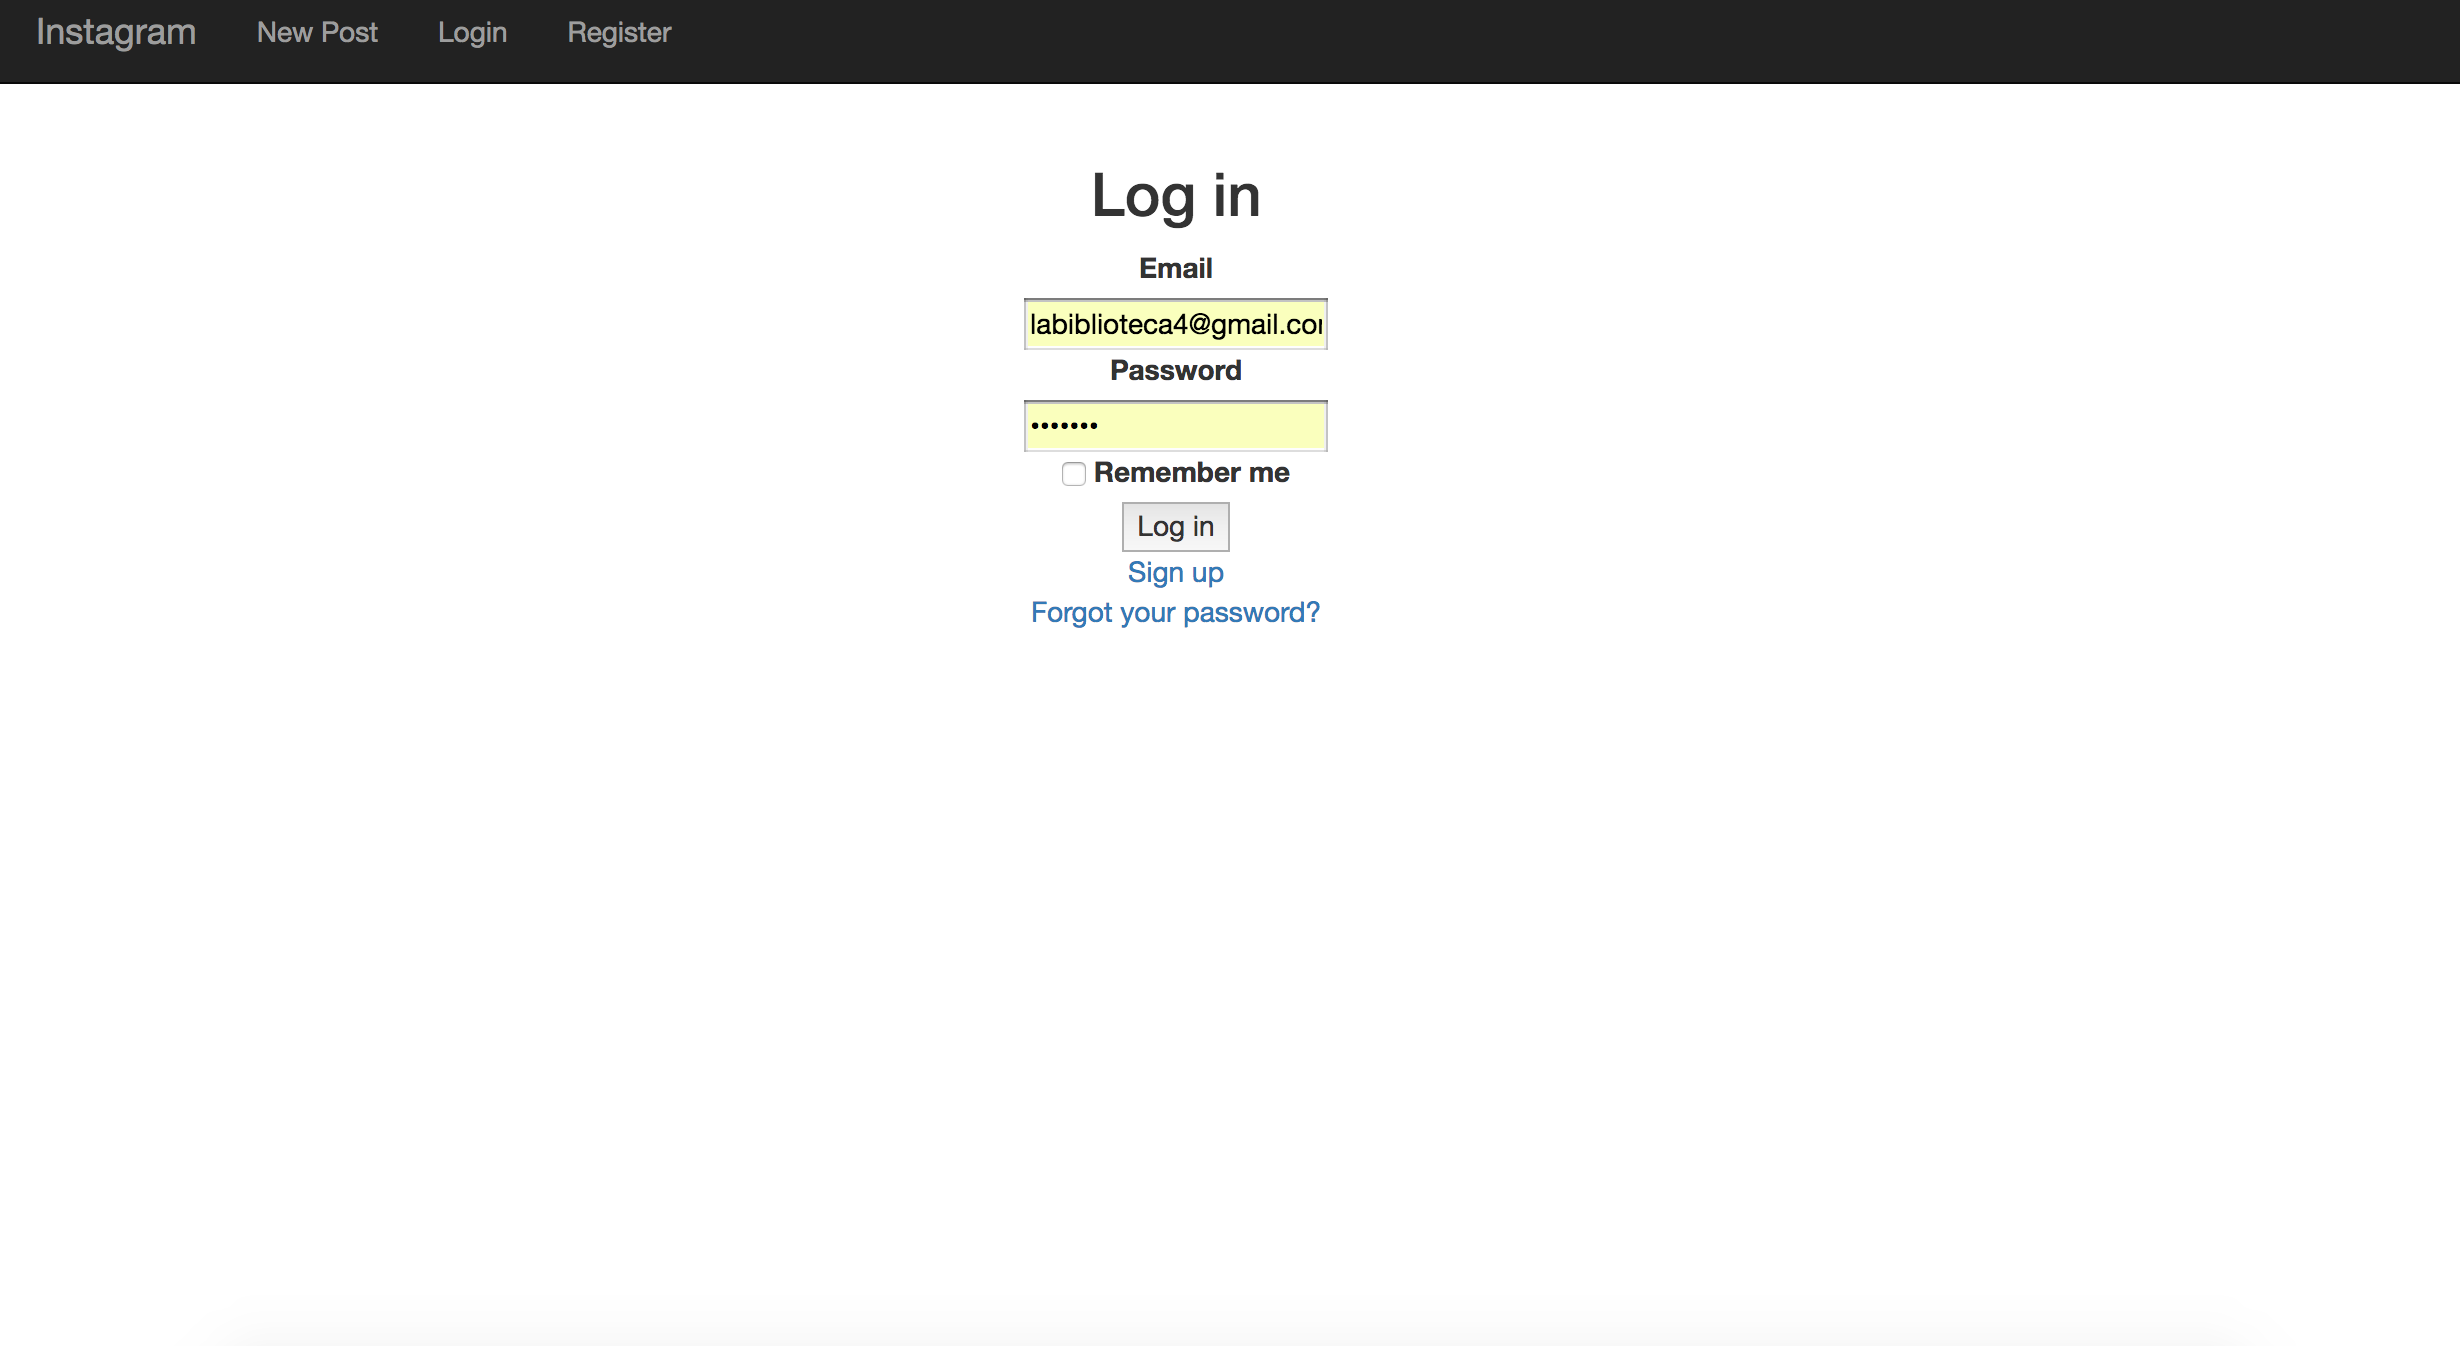 Instagram New Post Login Register
Log in
Email
labiblioteca4@gmail.co
Password
•••••••
Remember me
Log in
Sign up
Forgot your password?